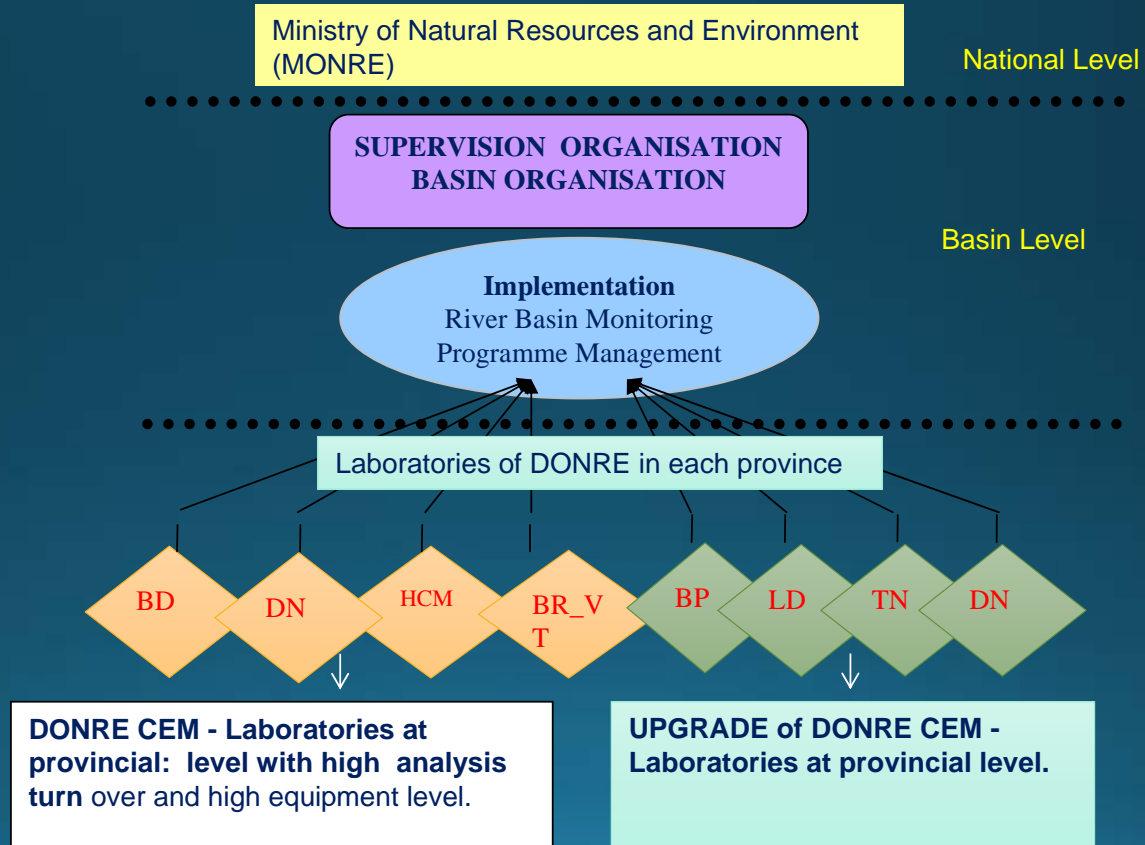 Ministry of Natural Resources and Environment
(MONRE)
National Level
SUPERVISION ORGANISATION
BASIN ORGANISATION
Basin Level
Implementation
River Basin Monitoring
Programme Management
Laboratories of DONRE in each province
BD
DN
HCM
BR_V
T
BP
LD
TN
DN
DONRE CEM - Laboratories at
provincial: level with high analysis
turn over and high equipment level.
UPGRADE of DONRE CEM -
Laboratories at provincial level.